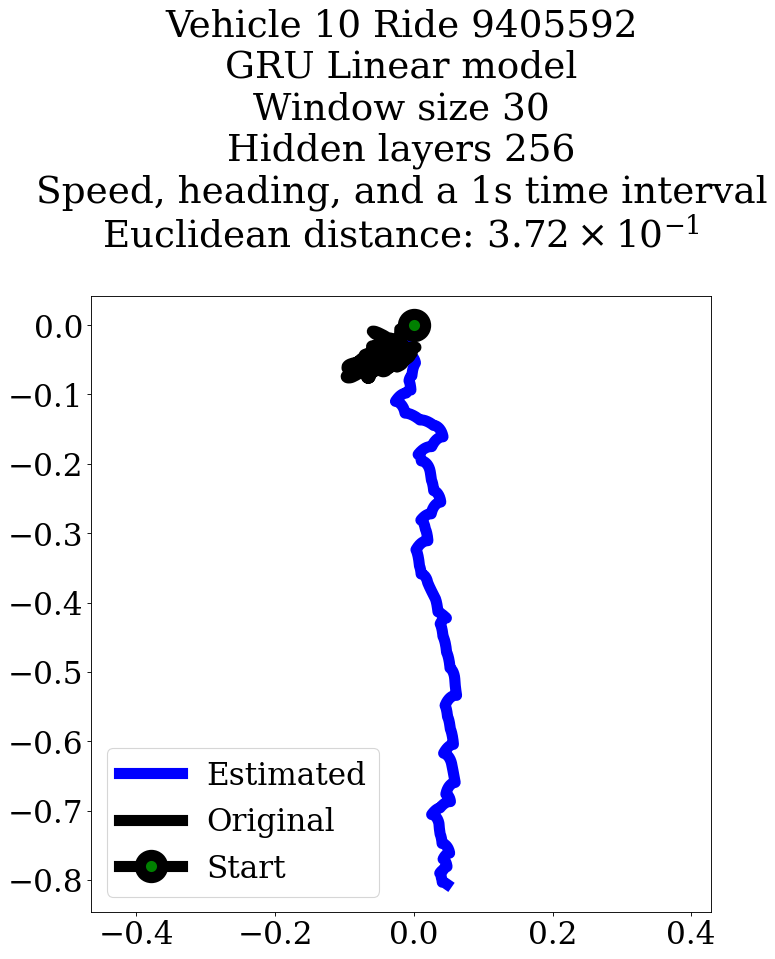 Vehicle 10 Ride 9405592
GRU Linear model
Window size 30
Hidden layers 256
Speed, heading, and a 1s time interval
Euclidean distance: 3.72 × 10⁻¹
0.0
−0.1
−0.2
−0.3
−0.4
−0.5
−0.6
−0.7
−0.8
Estimated
Original
Start
−0.4
−0.2
0.0
0.2
0.4